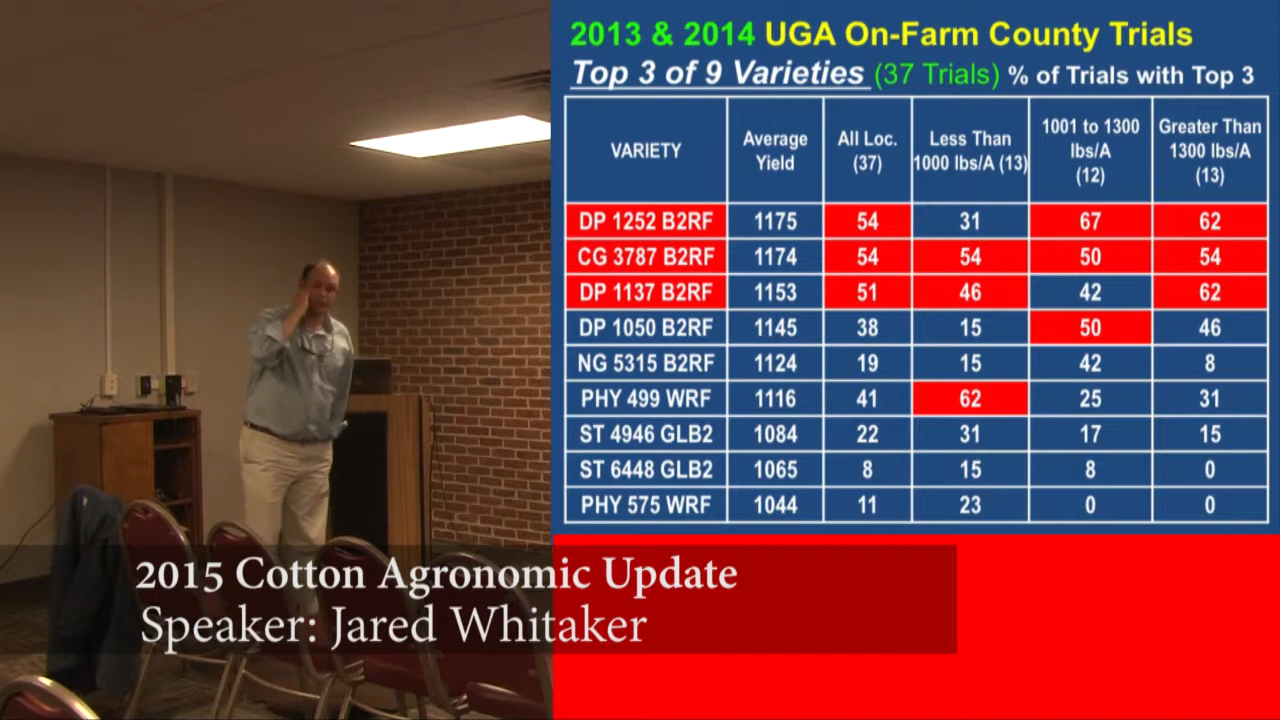 2013 & 2014 UGA On-Farm County Trials
Top 3 of 9 Varieties (37 Trials) % of Trials with Top 3
VARIETY Average Yield All Loc. (37) Less Than 1000 lbs/A (13) 1001 to 1300 lbs/A (12) Greater Than 1300 lbs/A (13)
DP 1252 B2RF 1175 54 31 67 62
CG 3787 B2RF 1174 54 54 50 54
DP 1137 B2RF 1153 51 46 42 62
DP 1050 B2RF 1145 38 15 50 46
NG 5315 B2RF 1124 19 15 42 8
PHY 499 WRF 1116 41 62 25 31
ST 4946 GLB2 1084 22 31 17 15
ST 6448 GLB2 1065 8 15 8 0
PHY 575 WRF 1044 11 23 0 0
2015 Cotton Agronomic Update
Speaker: Jared Whitaker